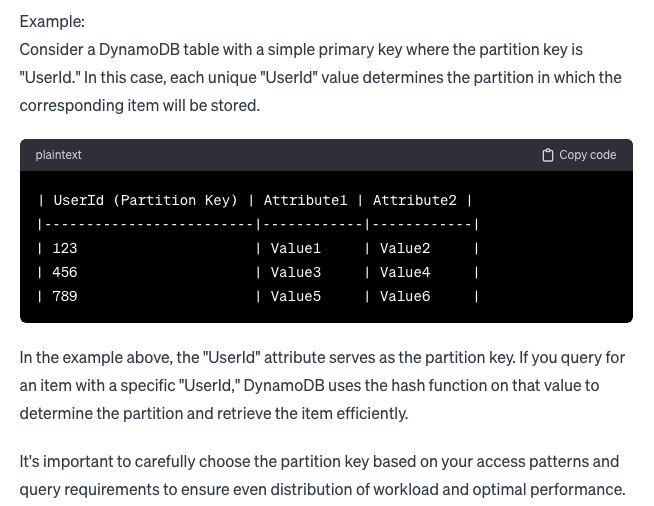 Example:
Consider a DynamoDB table with a simple primary key where the partition key is
"UserId." In this case, each unique "UserId" value determines the partition in which the
corresponding item will be stored.
plaintext Copy code
| UserId (Partition Key) | Attribute1 | Attribute2 |
|-------------------------|------------|------------|
| 123                     | Value1     | Value2     |
| 456                     | Value3     | Value4     |
| 789                     | Value5     | Value6     |
In the example above, the "UserId" attribute serves as the partition key. If you query for
an item with a specific "UserId," DynamoDB uses the hash function on that value to
determine the partition and retrieve the item efficiently.
It's important to carefully choose the partition key based on your access patterns and
query requirements to ensure even distribution of workload and optimal performance.